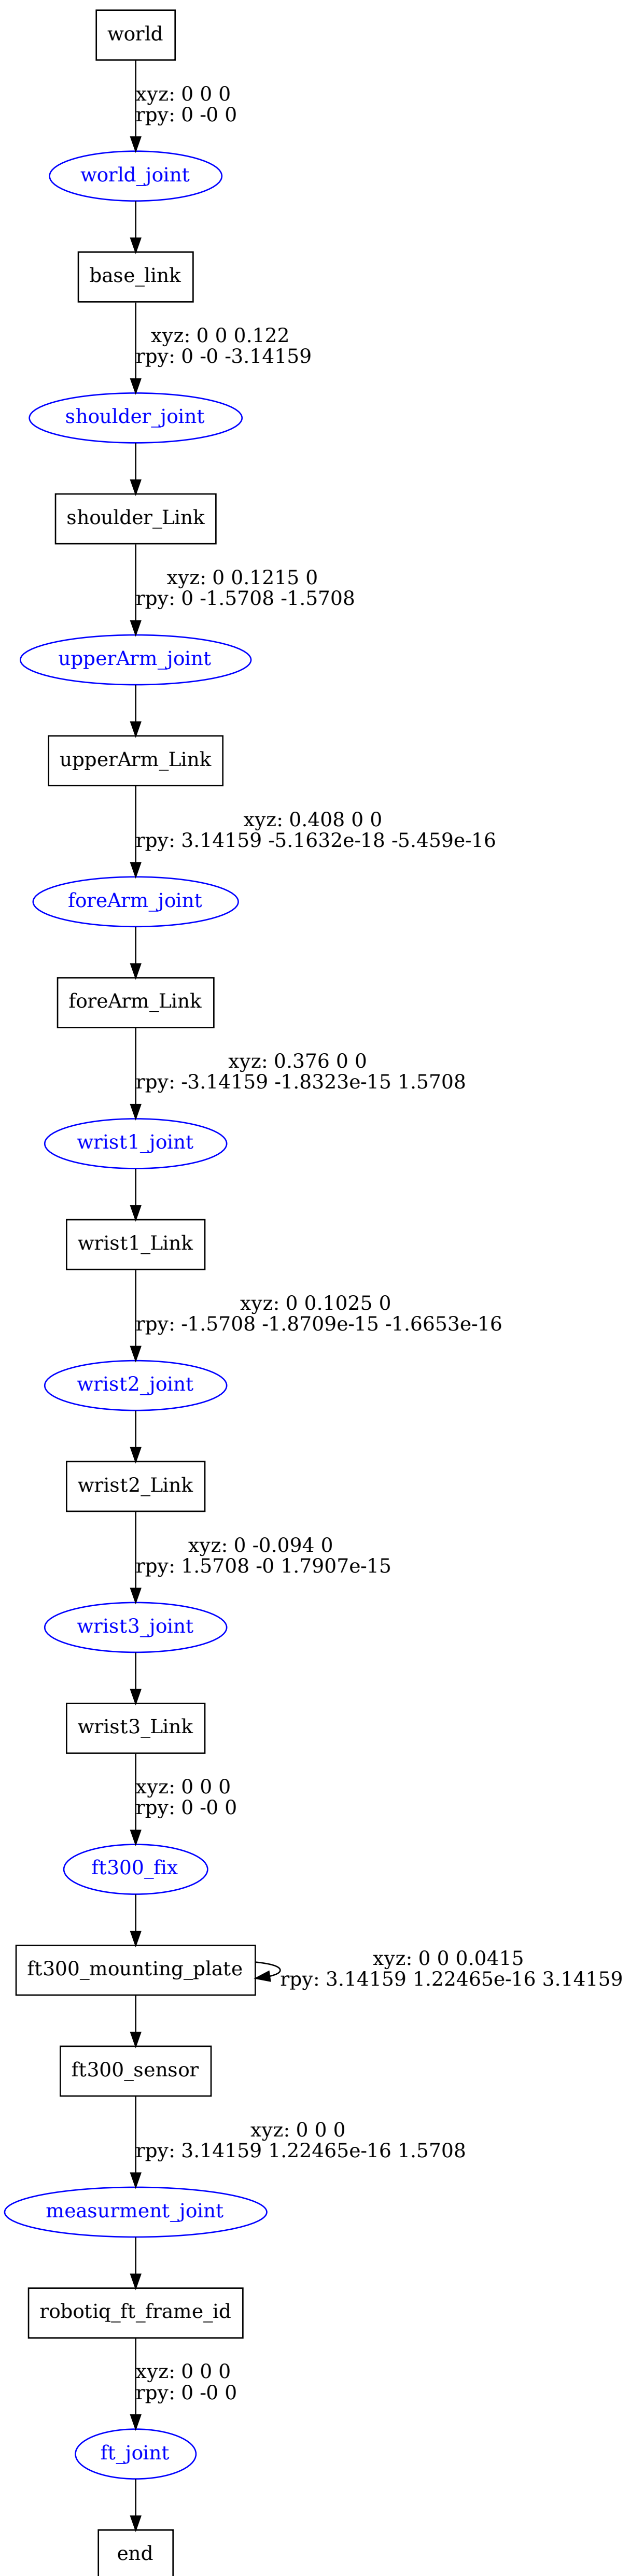 world
xyz: 0 0 0
rpy: 0 -0 0
world_joint
base_link
xyz: 0 0 0.122
rpy: 0 -0 -3.14159
shoulder_joint
shoulder_Link
xyz: 0 0.1215 0
rpy: 0 -1.5708 -1.5708
upperArm_joint
upperArm_Link
xyz: 0.408 0 0
rpy: 3.14159 -5.1632e-18 -5.459e-16
foreArm_joint
foreArm_Link
xyz: 0.376 0 0
rpy: -3.14159 -1.8323e-15 1.5708
wrist1_joint
wrist1_Link
xyz: 0 0.1025 0
rpy: -1.5708 -1.8709e-15 -1.6653e-16
wrist2_joint
wrist2_Link
xyz: 0 -0.094 0
rpy: 1.5708 -0 1.7907e-15
wrist3_joint
wrist3_Link
xyz: 0 0 0
rpy: 0 -0 0
ft300_fix
ft300_mounting_plate
xyz: 0 0 0.0415
rpy: 3.14159 1.22465e-16 3.14159
ft300_sensor
xyz: 0 0 0
rpy: 3.14159 1.22465e-16 1.5708
measurment_joint
robotiq_ft_frame_id
xyz: 0 0 0
rpy: 0 -0 0
ft_joint
end